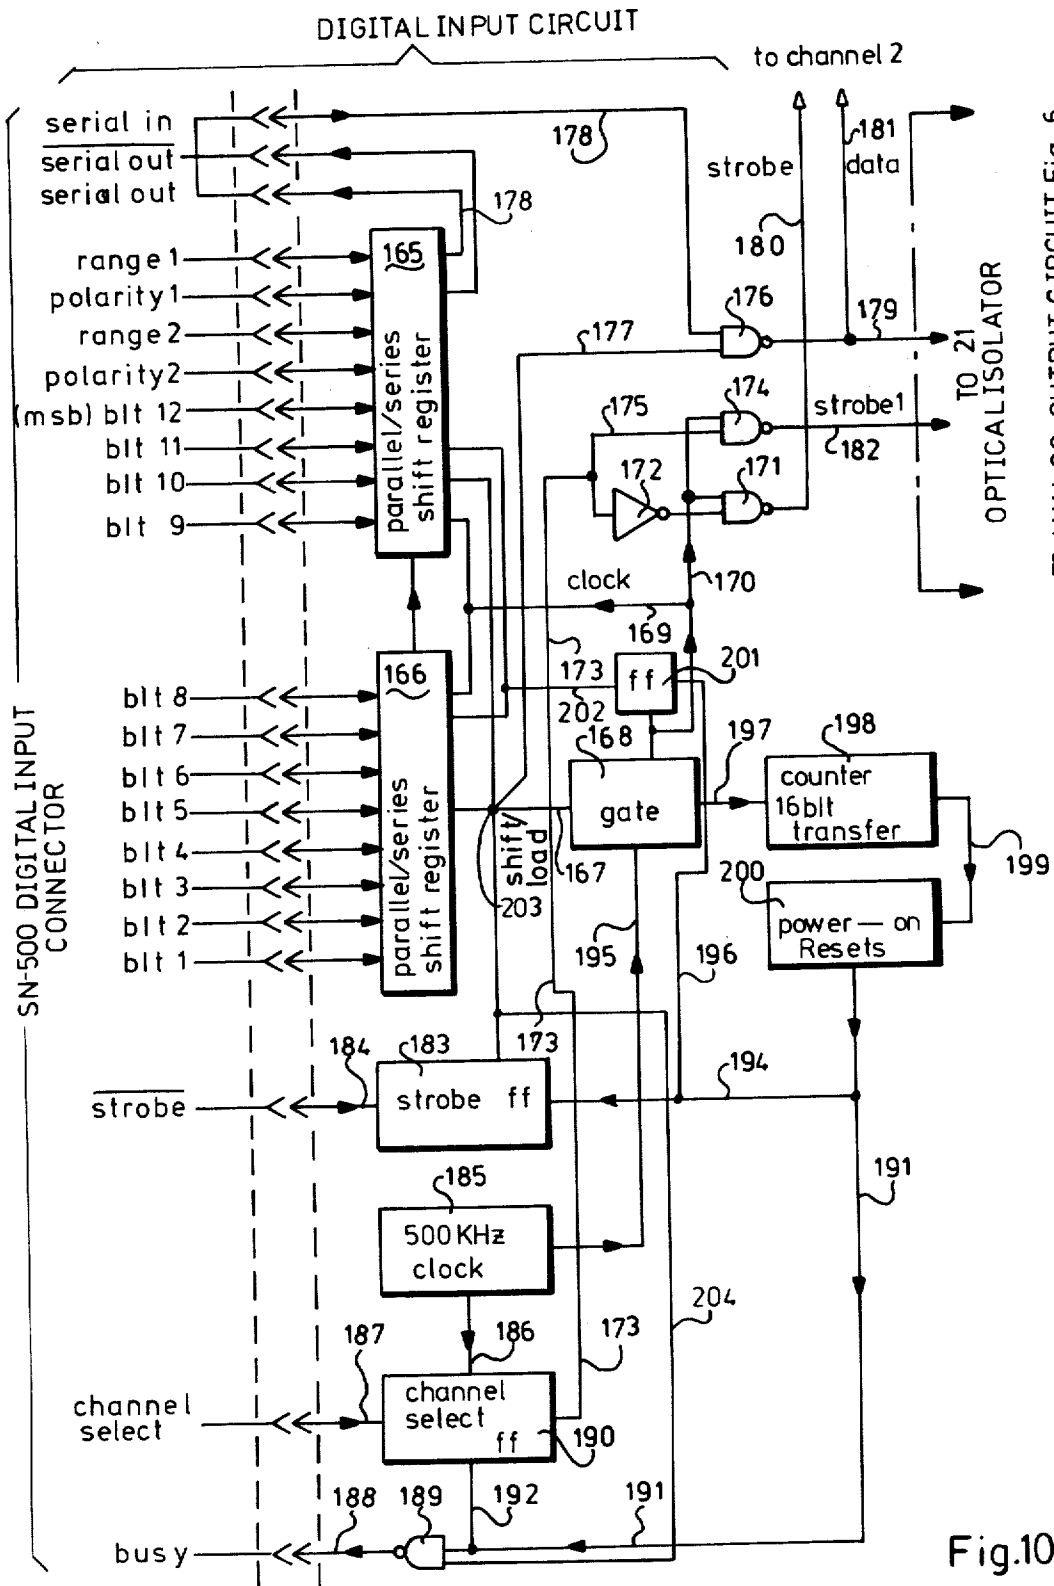 DIGITAL INPUT CIRCUIT
to channel 2
serial in
serial out
serial out
178
178
strobe
181
data
180
range 1
polarity 1
range 2
polarity 2
(msb) bIt 12
bIt 11
bIt 10
bIt 9
165
parallel/series
shift register
176
177
179
174
175
strobe1
182
172
171
TO 21
OPTICAL ISOLATOR
clock
170
169
173
202
ff
201
bIt 8
bIt 7
bIt 6
bIt 5
bIt 4
bIt 3
bIt 2
bIt 1
166
parallel/series
shift register
168
gate
197
198
counter
16bIt
transfer
199
shift/
load
167
203
200
power — on
Resets
195
196
173
SN-500 DIGITAL INPUT
CONNECTOR
strobe
184
183
strobe ff
194
191
185
500 KHz
clock
186
204
173
channel
select
187
channel
select
ff
190
192
191
busy
188
189
Fig.10